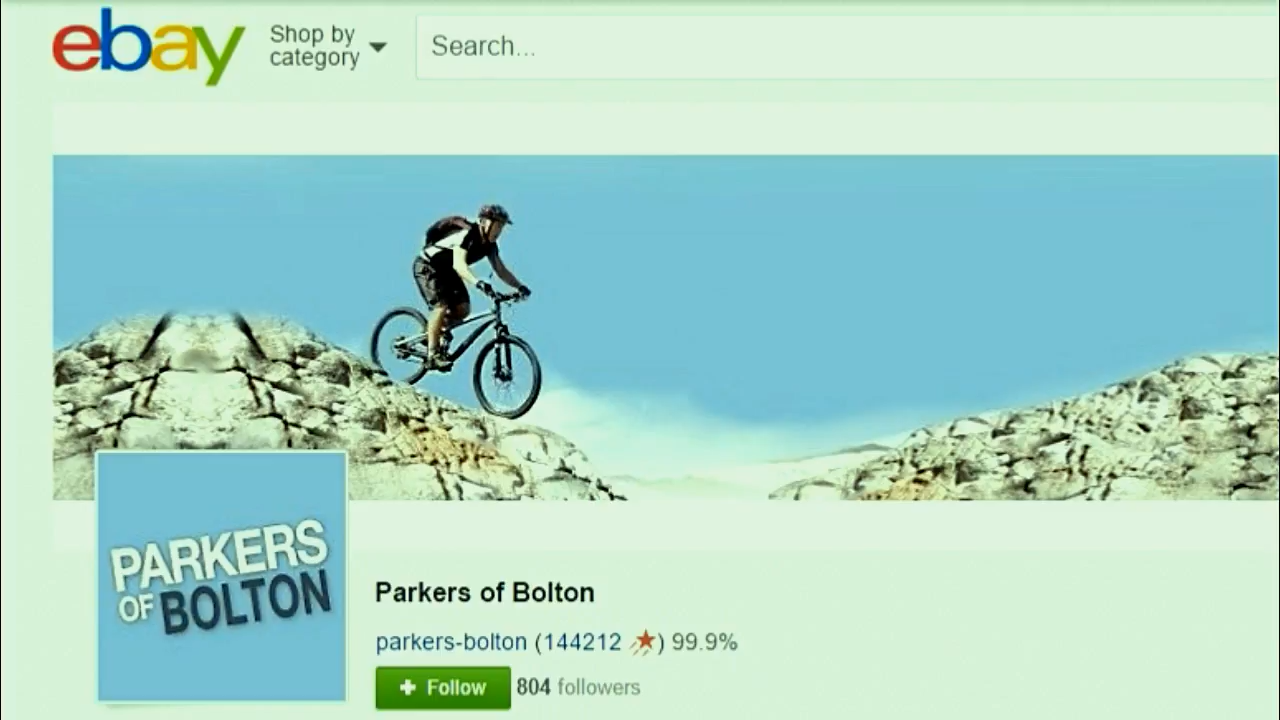 ebay
Shop by
category
Search...
PARKERS
OF BOLTON
Parkers of Bolton
parkers-bolton (144212 ) 99.9%
Follow 804 followers